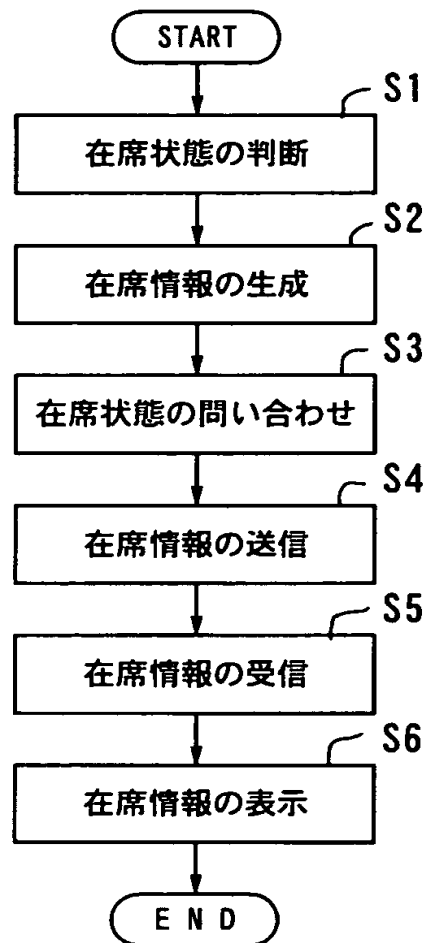 START
S1
在席状態の判断
S2
在席情報の生成
S3
在席状態の問い合わせ
S4
在席情報の送信
S5
在席情報の受信
S6
在席情報の表示
END